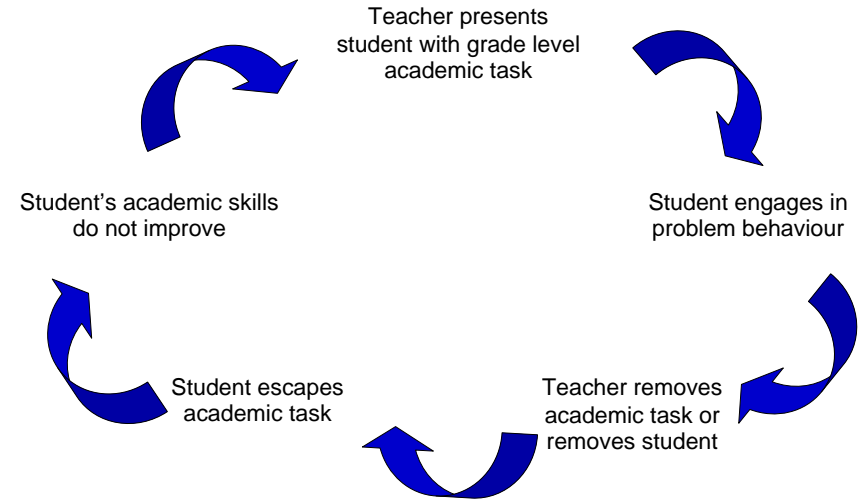 Teacher presents
student with grade level
academic task
Student engages in
problem behaviour
Teacher removes
academic task or
removes student
Student escapes
academic task
Student’s academic skills
do not improve